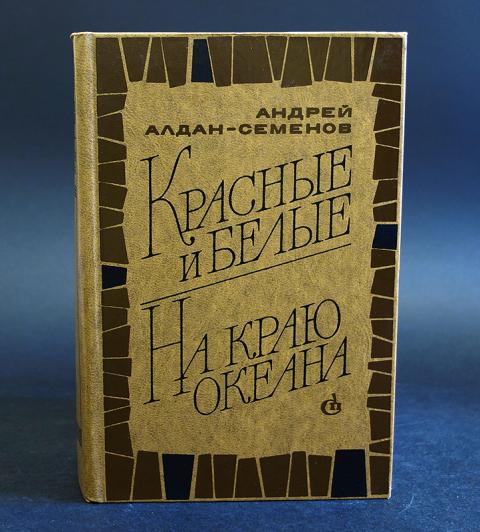 АНДРЕЙ
АЛДАН-СЕМЕНОВ
КРАСНЫЕ
И БЕЛЫЕ
НА КРАЮ
ОКЕАНА